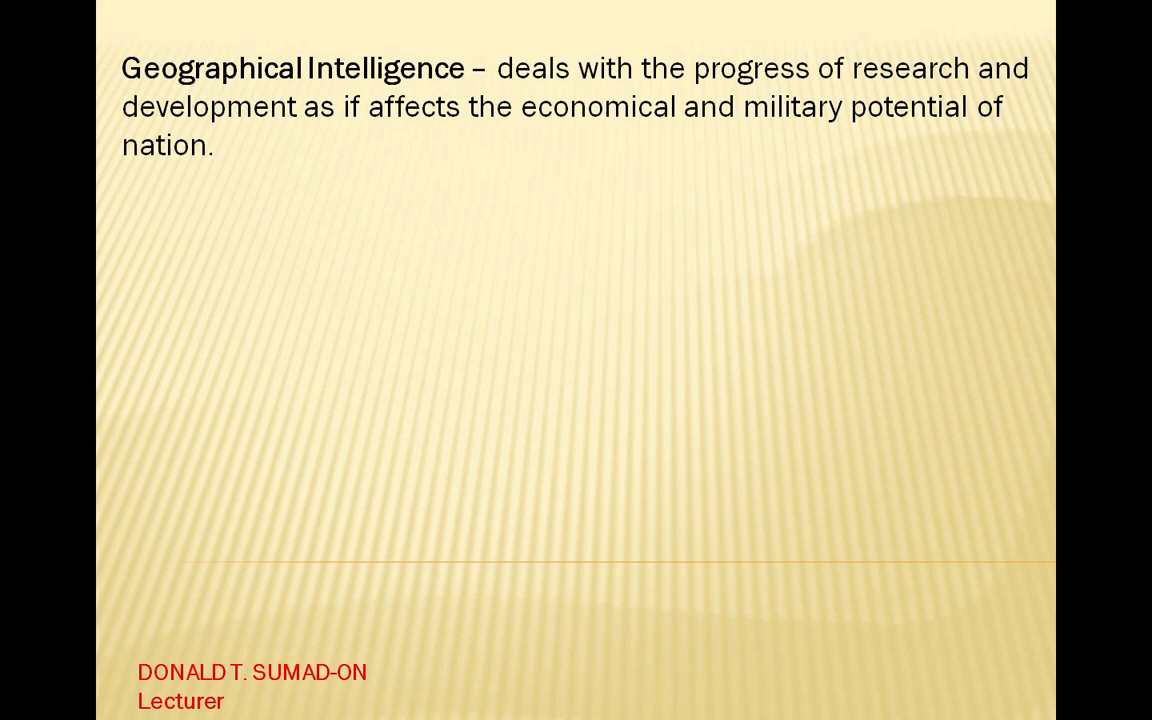 Geographical Intelligence – deals with the progress of research and
development as if affects the economical and military potential of
nation.
DONALD T. SUMAD-ON
Lecturer